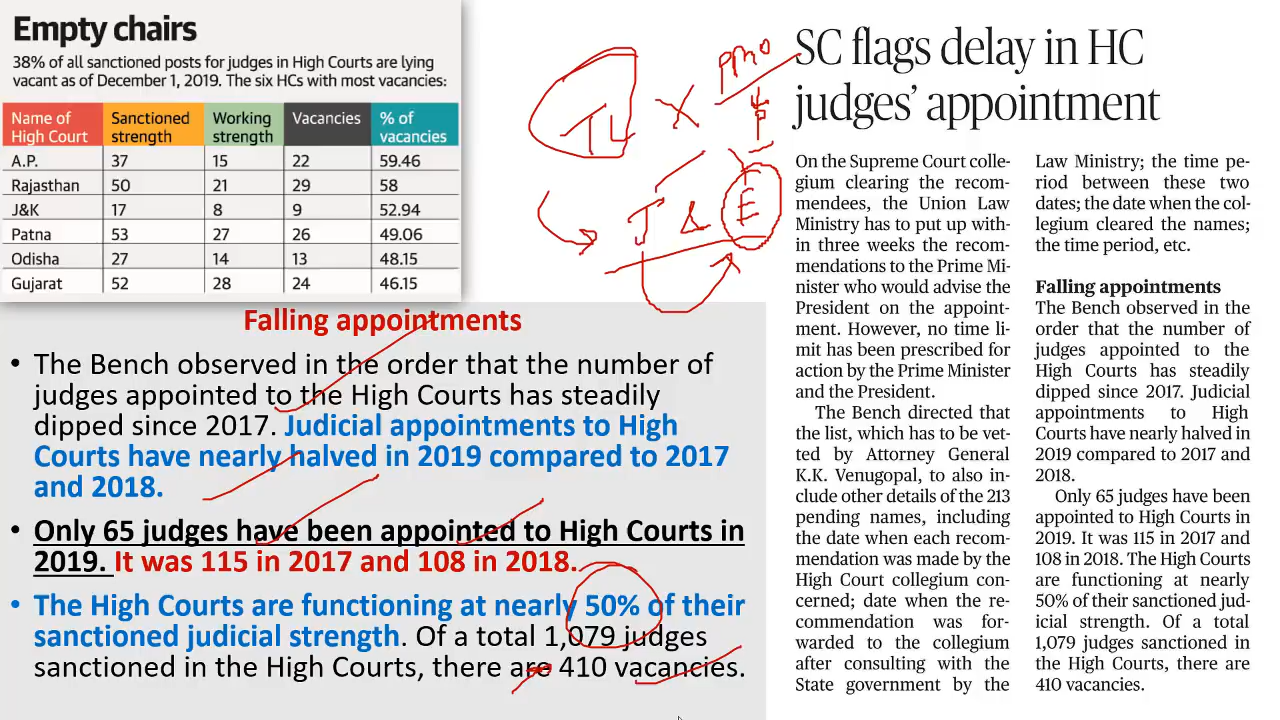 Empty chairs
38% of all sanctioned posts for judges in High Courts are lying
vacant as of December 1, 2019. The six HCs with most vacancies:
Name of High Court Sanctioned strength Working strength Vacancies % of vacancies
A.P. 37 15 22 59.46
Rajasthan 50 21 29 58
J&K 17 8 9 52.94
Patna 53 27 26 49.06
Odisha 27 14 13 48.15
Gujarat 52 28 24 46.15
TL X PMO
P
J & E
Falling appointments
• The Bench observed in the order that the number of
judges appointed to the High Courts has steadily
dipped since 2017. Judicial appointments to High
Courts have nearly halved in 2019 compared to 2017
and 2018.
• Only 65 judges have been appointed to High Courts in
2019. It was 115 in 2017 and 108 in 2018.
• The High Courts are functioning at nearly 50% of their
sanctioned judicial strength. Of a total 1,079 judges
sanctioned in the High Courts, there are 410 vacancies.
SC flags delay in HC
judges’ appointment
On the Supreme Court colle-
gium clearing the recom-
mendees, the Union Law
Ministry has to put up with-
in three weeks the recom-
mendations to the Prime Mi-
nister who would advise the
President on the appoint-
ment. However, no time li-
mit has been prescribed for
action by the Prime Minister
and the President.
The Bench directed that
the list, which has to be vet-
ted by Attorney General
K.K. Venugopal, to also in-
clude other details of the 213
pending names, including
the date when each recom-
mendation was made by the
High Court collegium con-
cerned; date when the re-
commendation was for-
warded to the collegium
after consulting with the
State government by the
Law Ministry; the time pe-
riod between these two
dates; the date when the col-
legium cleared the names;
the time period, etc.
Falling appointments
The Bench observed in the
order that the number of
judges appointed to the
High Courts has steadily
dipped since 2017. Judicial
appointments to High
Courts have nearly halved in
2019 compared to 2017 and
2018.
Only 65 judges have been
appointed to High Courts in
2019. It was 115 in 2017 and
108 in 2018. The High Courts
are functioning at nearly
50% of their sanctioned jud-
icial strength. Of a total
1,079 judges sanctioned in
the High Courts, there are
410 vacancies.